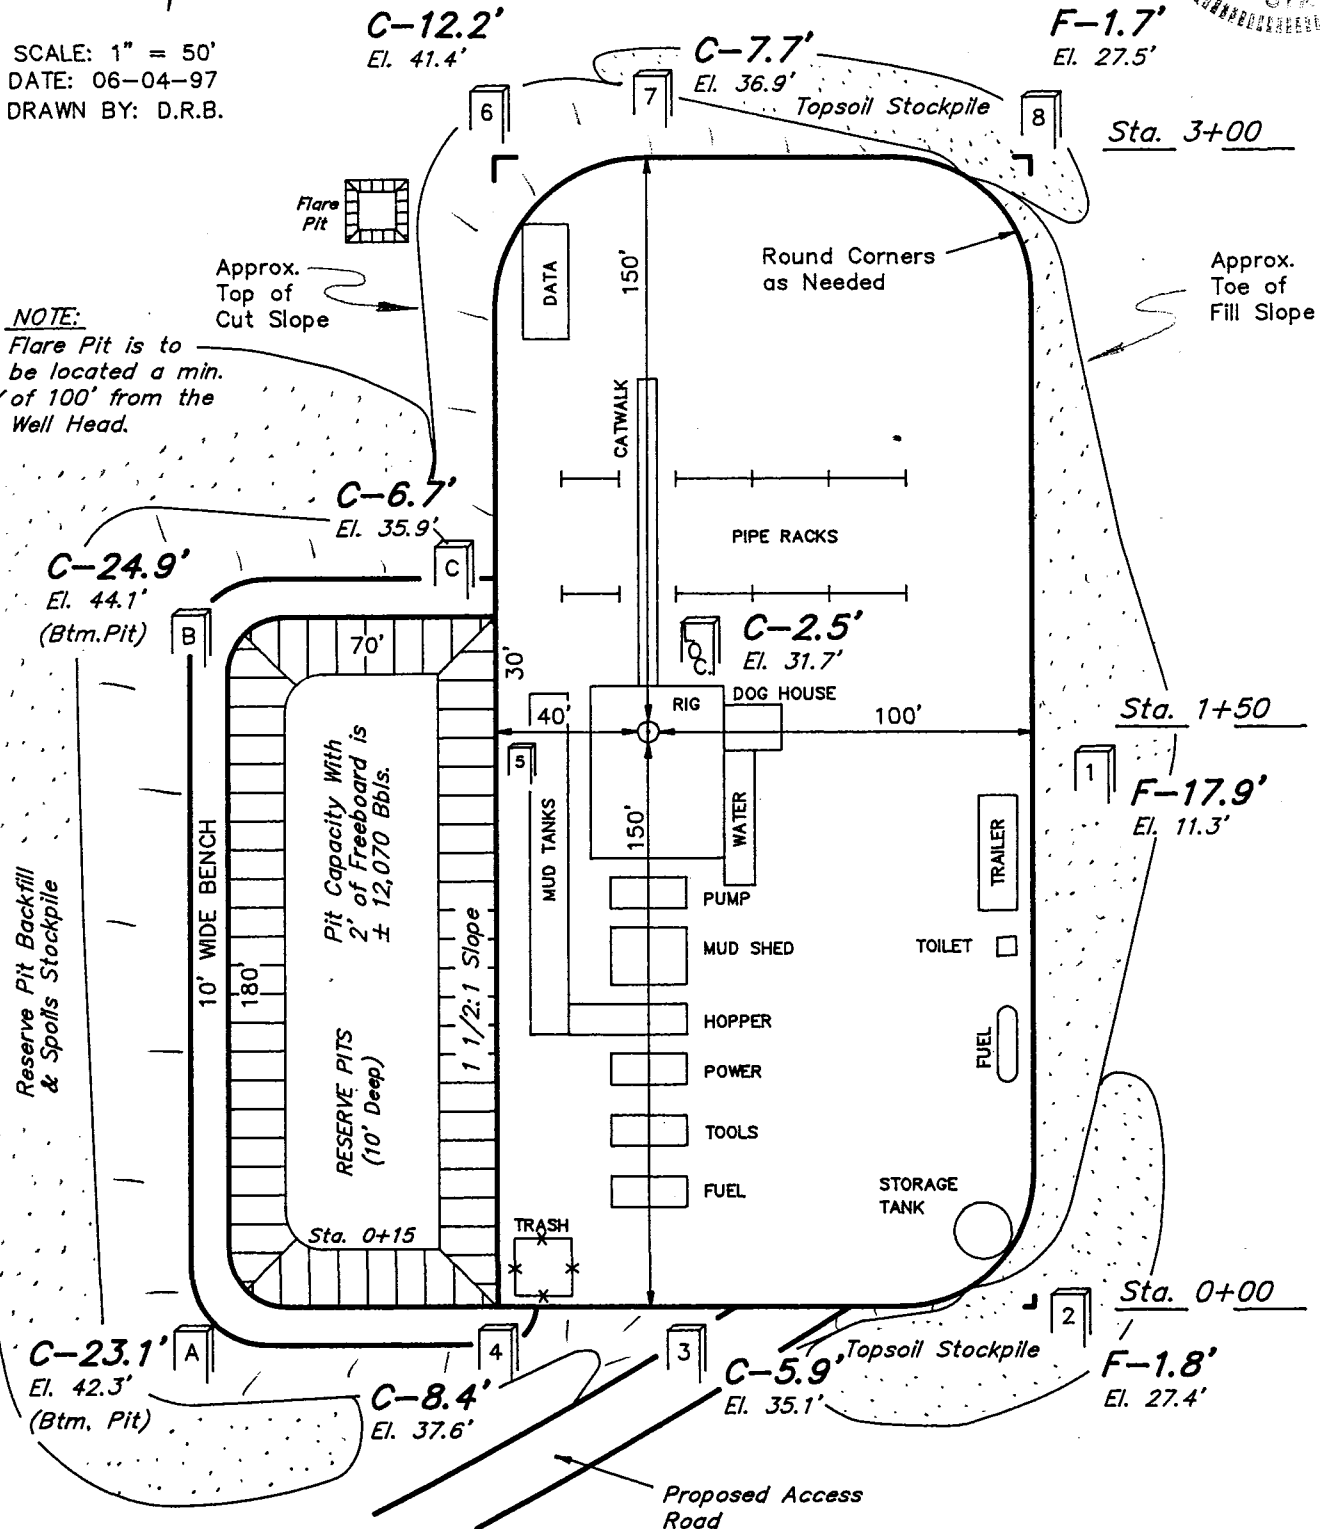 SCALE: 1" = 50'
DATE: 06-04-97
DRAWN BY: D.R.B.
C-12.2'
El. 41.4'
C-7.7'
El. 36.9'
F-1.7'
El. 27.5'
6
7
8
Topsoil Stockpile
Sta. 3+00
Flare
Pit
Approx.
Top of
Cut Slope
DATA
150'
Round Corners
as Needed
Approx.
Toe of
Fill Slope
NOTE:
Flare Pit is to
be located a min.
of 100' from the
Well Head.
CATWALK
C-6.7'
El. 35.9'
PIPE RACKS
C
C-24.9'
El. 44.1'
(Btm.Pit)
B
70'
30'
LOC.
C-2.5'
El. 31.7'
RIG
DOG HOUSE
40'
100'
Sta. 1+50
5
1
F-17.9'
El. 11.3'
Pit Capacity With
2' of Freeboard is
± 12,070 Bbls.
MUD TANKS
150'
WATER
TRAILER
10' WIDE BENCH
180'
1 1/2:1 Slope
Reserve Pit Backfill
& Spoils Stockpile
RESERVE PITS
(10' Deep)
PUMP
MUD SHED
TOILET
HOPPER
FUEL
POWER
TOOLS
FUEL
STORAGE
TANK
TRASH
Sta. 0+15
Sta. 0+00
A
4
3
2
C-23.1'
El. 42.3'
(Btm. Pit)
C-8.4'
El. 37.6'
C-5.9'
El. 35.1'
Topsoil Stockpile
F-1.8'
El. 27.4'
Proposed Access
Road